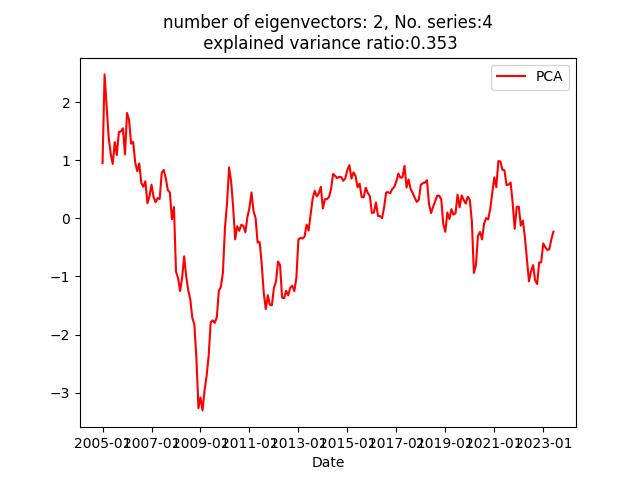 number of eigenvectors: 2, No. series:4
explained variance ratio:0.353
PCA
2
1
0
−1
−2
−3
2005-01 2007-01 2009-01 2011-01 2013-01 2015-01 2017-01 2019-01 2021-01 2023-01
Date